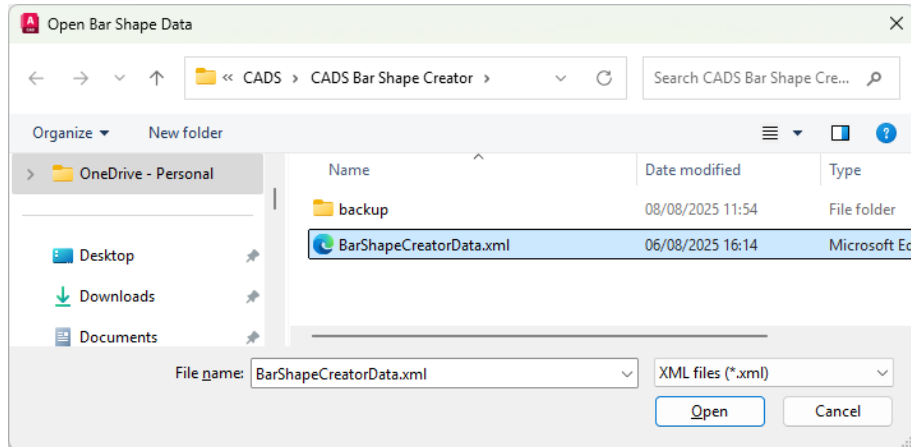 Open Bar Shape Data
« CADS > CADS Bar Shape Creator >
Search CADS Bar Shape Cre...
Organize New folder
OneDrive - Personal
Name Date modified Type
backup 08/08/2025 11:54 File folder
BarShapeCreatorData.xml 06/08/2025 16:14 Microsoft Ed
Desktop
Downloads
Documents
File name: BarShapeCreatorData.xml XML files (*.xml)
Open Cancel